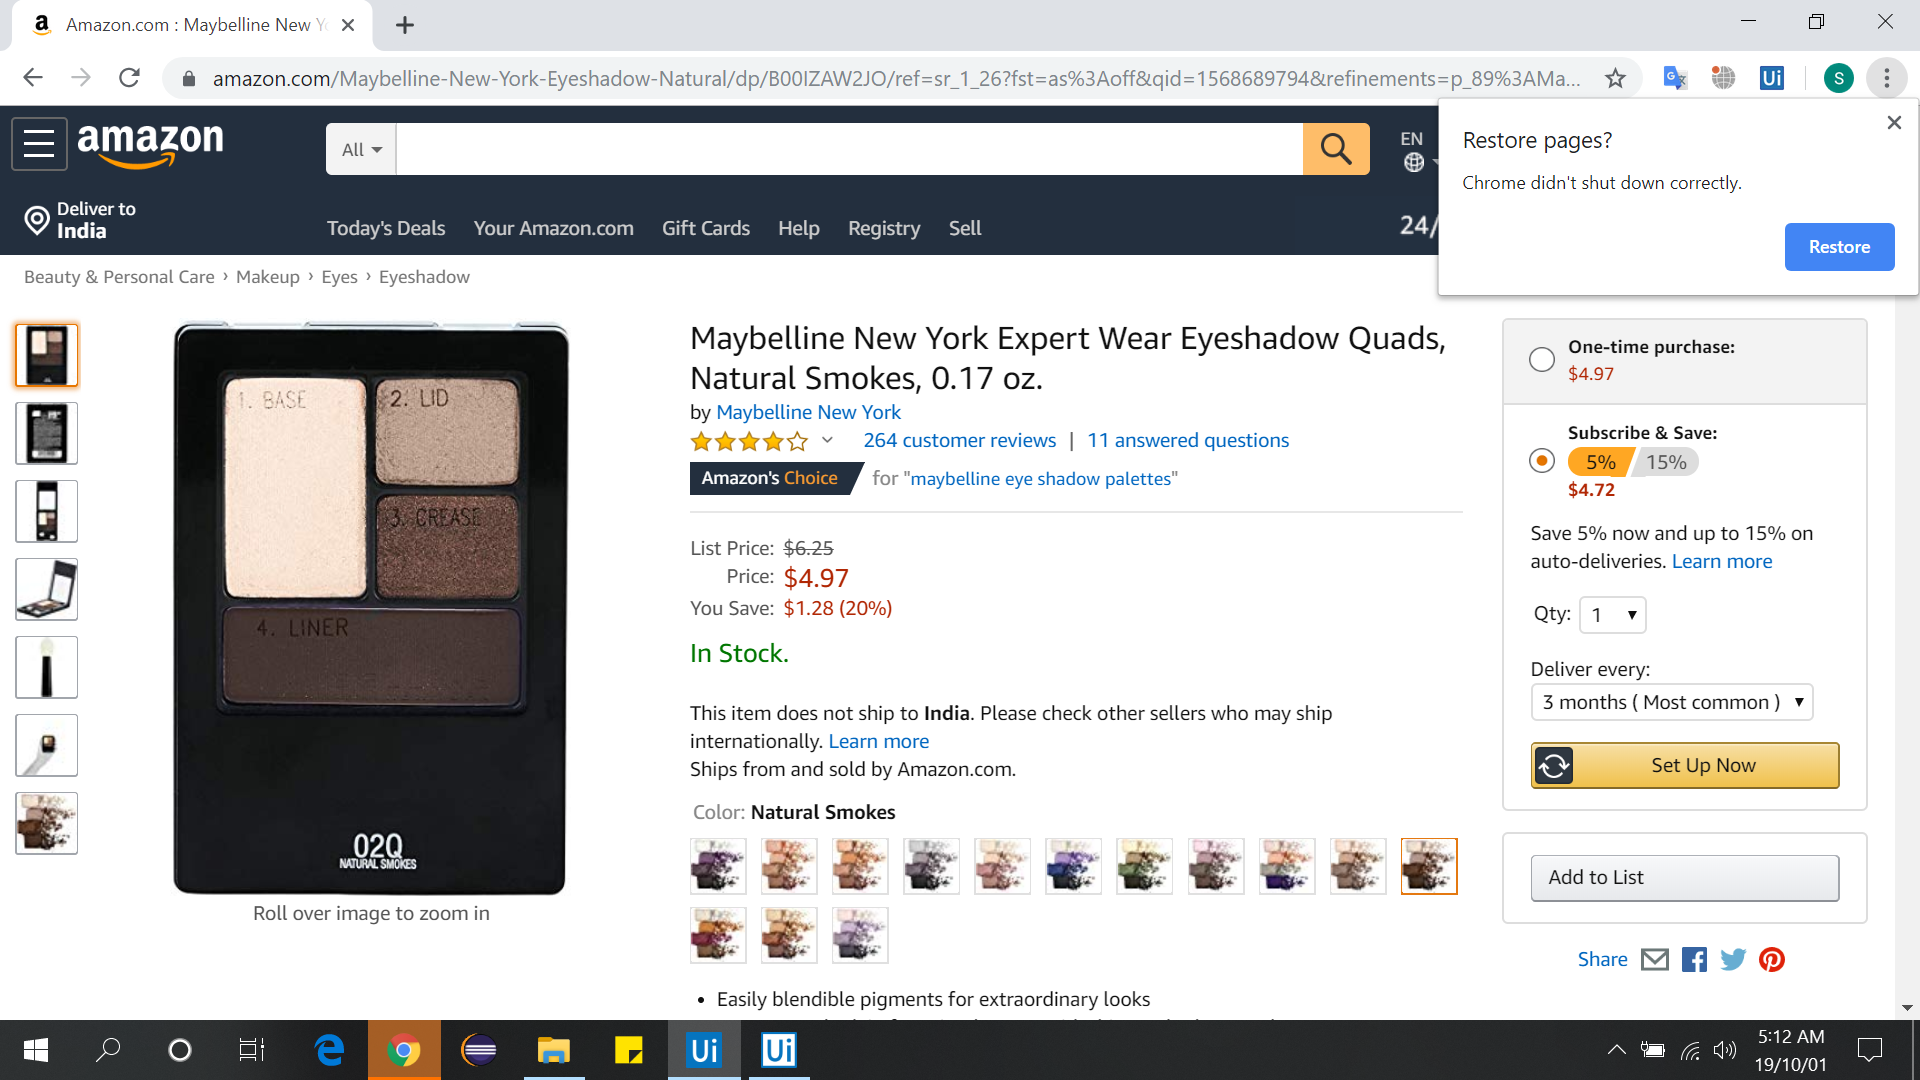 Amazon.com : Maybelline New Y
amazon.com/Maybelline-New-York-Eyeshadow-Natural/dp/B00IZAW2JO/ref=sr_1_26?fst=as%3Aoff&qid=1568689794&refinements=p_89%3AMa...
Ui
S
Restore pages?
Chrome didn't shut down correctly.
Restore
amazon
All
EN
Deliver to
India
Today's Deals Your Amazon.com Gift Cards Help Registry Sell
24/
Beauty & Personal Care › Makeup › Eyes › Eyeshadow
1. BASE
2. LID
3. CREASE
4. LINER
02Q
NATURAL SMOKES
Roll over image to zoom in
Maybelline New York Expert Wear Eyeshadow Quads,
Natural Smokes, 0.17 oz.
by Maybelline New York
264 customer reviews | 11 answered questions
Amazon's Choice for "maybelline eye shadow palettes"
List Price: $6.25
Price: $4.97
You Save: $1.28 (20%)
In Stock.
This item does not ship to India. Please check other sellers who may ship
internationally. Learn more
Ships from and sold by Amazon.com.
Color: Natural Smokes
• Easily blendible pigments for extraordinary looks
One-time purchase:
$4.97
Subscribe & Save:
5% 15%
$4.72
Save 5% now and up to 15% on
auto-deliveries. Learn more
Qty: 1
Deliver every:
3 months ( Most common )
Set Up Now
Add to List
Share
Ui
Ui
5:12 AM
19/10/01